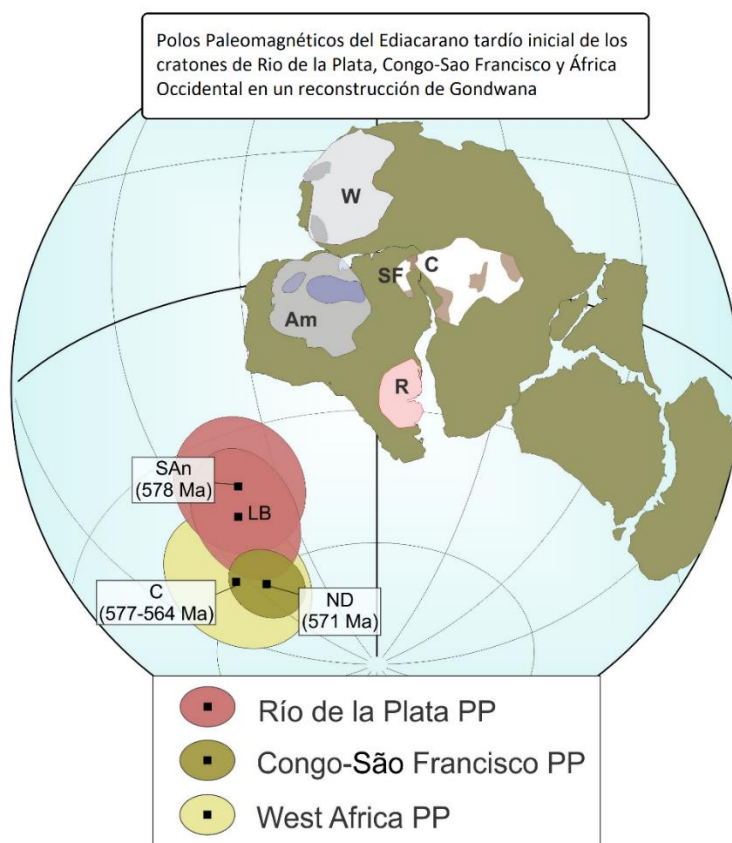 Polos Paleomagnéticos del Ediacarano tardío inicial de los
cratones de Rio de la Plata, Congo-Sao Francisco y África
Occidental en un reconstrucción de Gondwana
W
SF
C
Am
R
SAn
(578 Ma)
LB
C
(577-564 Ma)
ND
(571 Ma)
Río de la Plata PP
Congo-São Francisco PP
West Africa PP